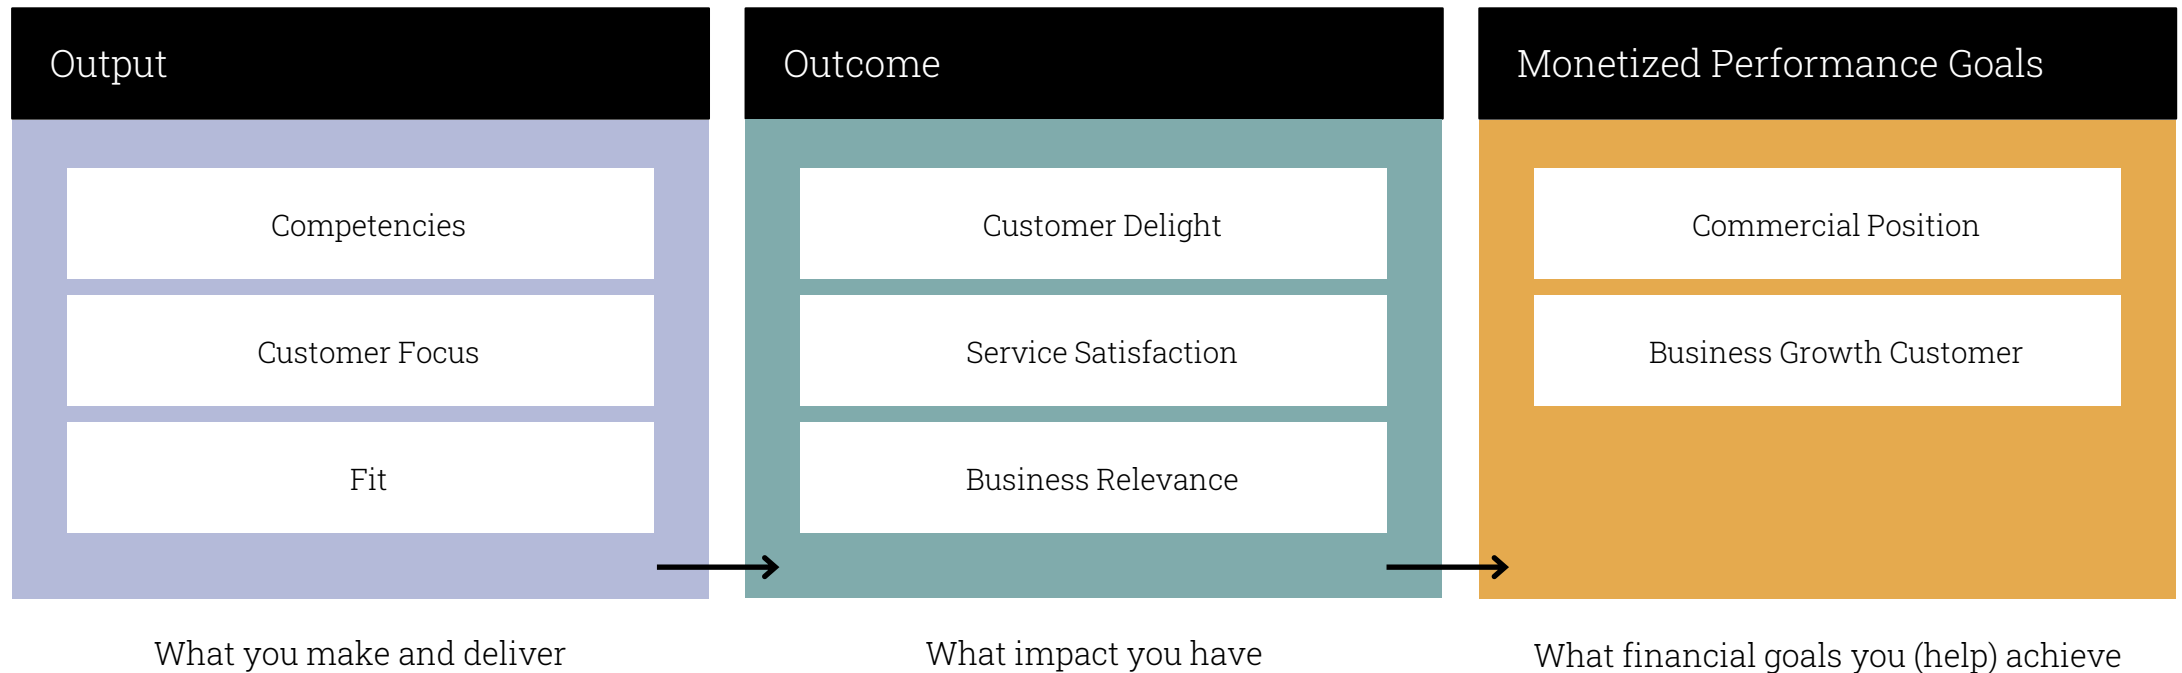 Output
Competencies
Customer Focus
Fit
What you make and deliver
Outcome
Customer Delight
Service Satisfaction
Business Relevance
What impact you have
Monetized Performance Goals
Commercial Position
Business Growth Customer
What financial goals you (help) achieve